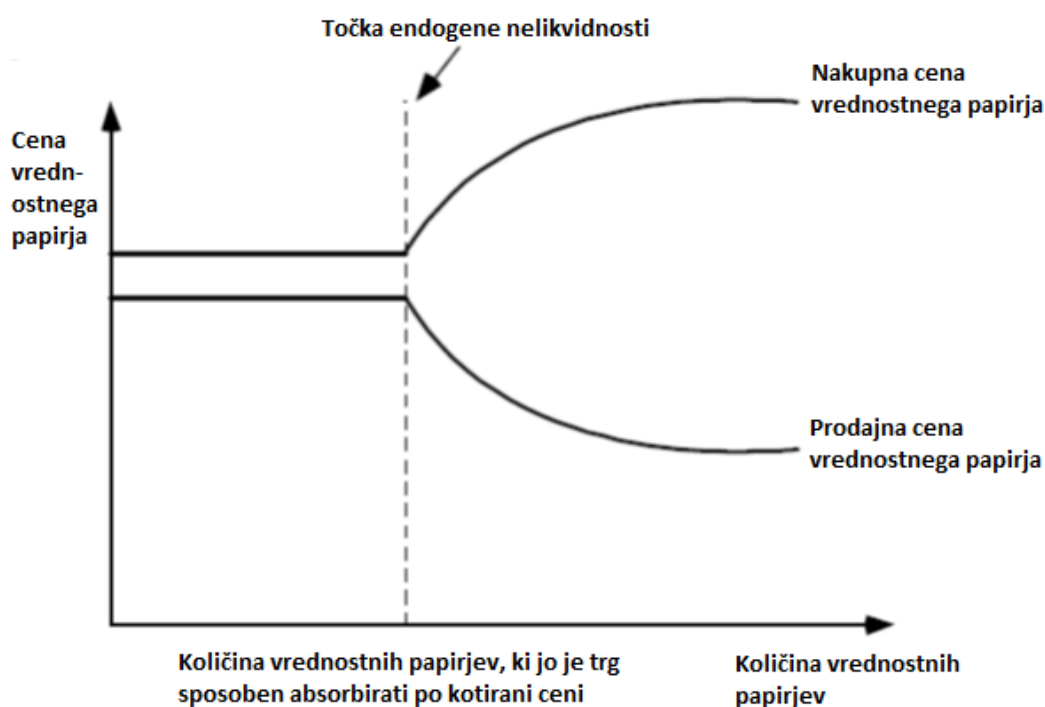 Točka endogene nelikvidnosti
Nakupna cena
vrednostnega papirja
Cena
vredn-
ostnega
papirja
Prodajna cena
vrednostnega papirja
Količina vrednostnih papirjev, ki jo je trg
sposoben absorbirati po kotirani ceni
Količina vrednostnih
papirjev